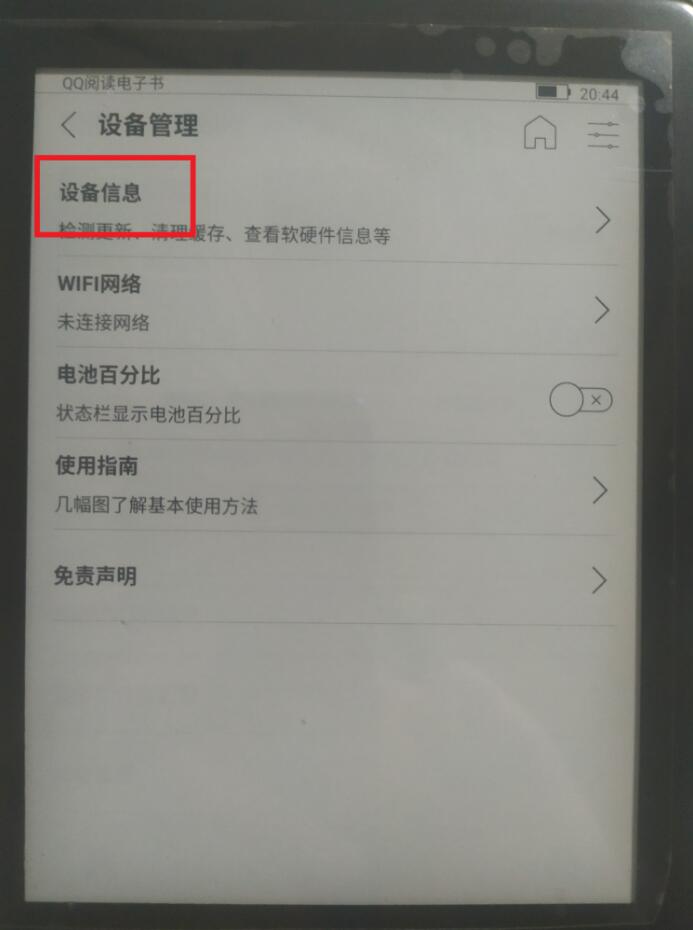 QQ阅读电子书
20:44
设备管理
设备信息
检测更新、清理缓存、查看软硬件信息等
WIFI网络
未连接网络
电池百分比
状态栏显示电池百分比
使用指南
几幅图了解基本使用方法
免责声明